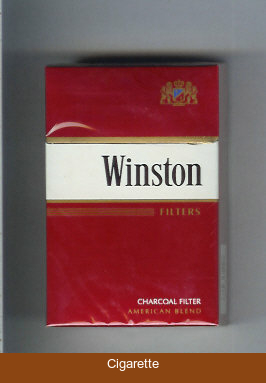 Winston
FILTERS
CHARCOAL FILTER
AMERICAN BLEND
Cigarette